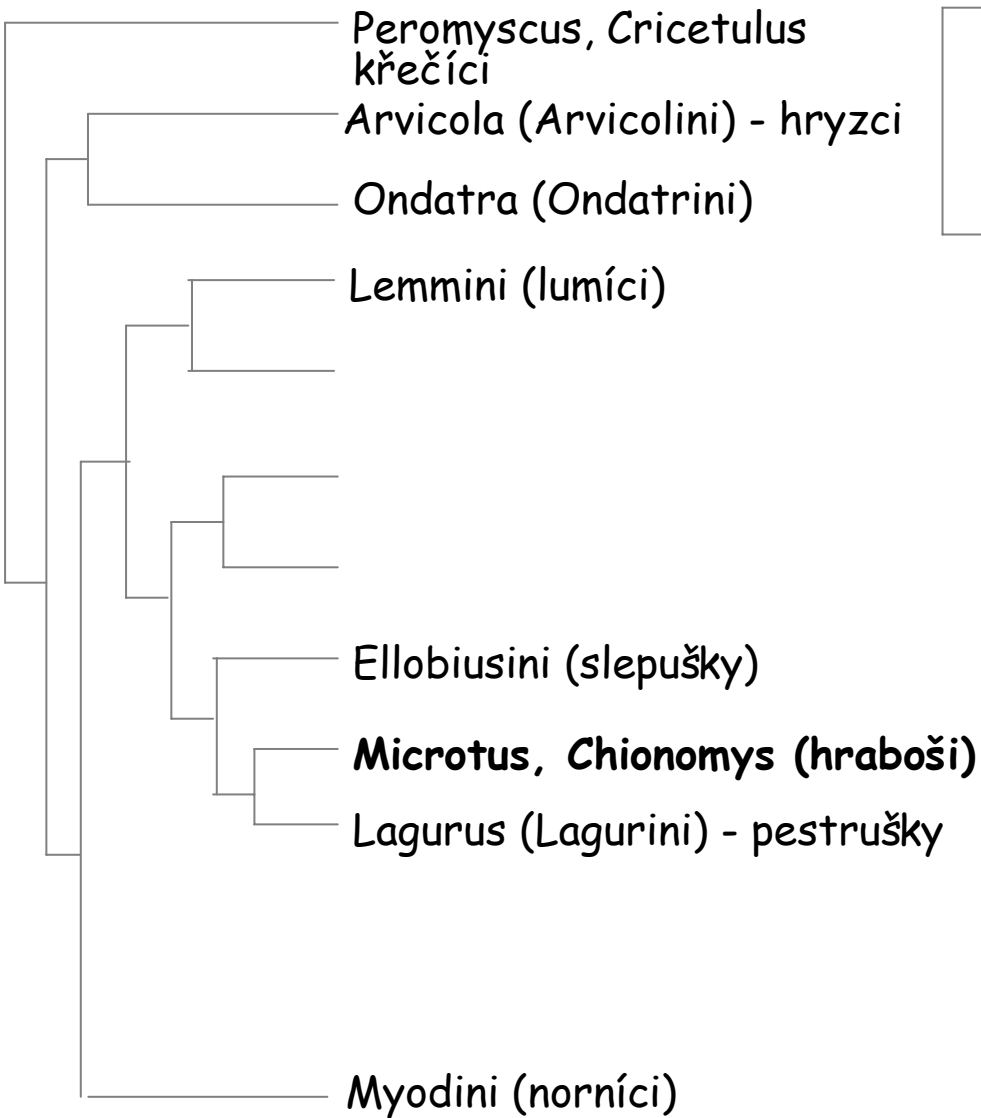 Peromyscus, Cricetulus
křečíci
Arvicola (Arvicolini) - hryzci
Ondatra (Ondatrini)
Lemmini (lumíci)
Ellobiusini (slepušky)
Microtus, Chionomys (hraboši)
Lagurus (Lagurini) - pestrušky
Myodini (norníci)